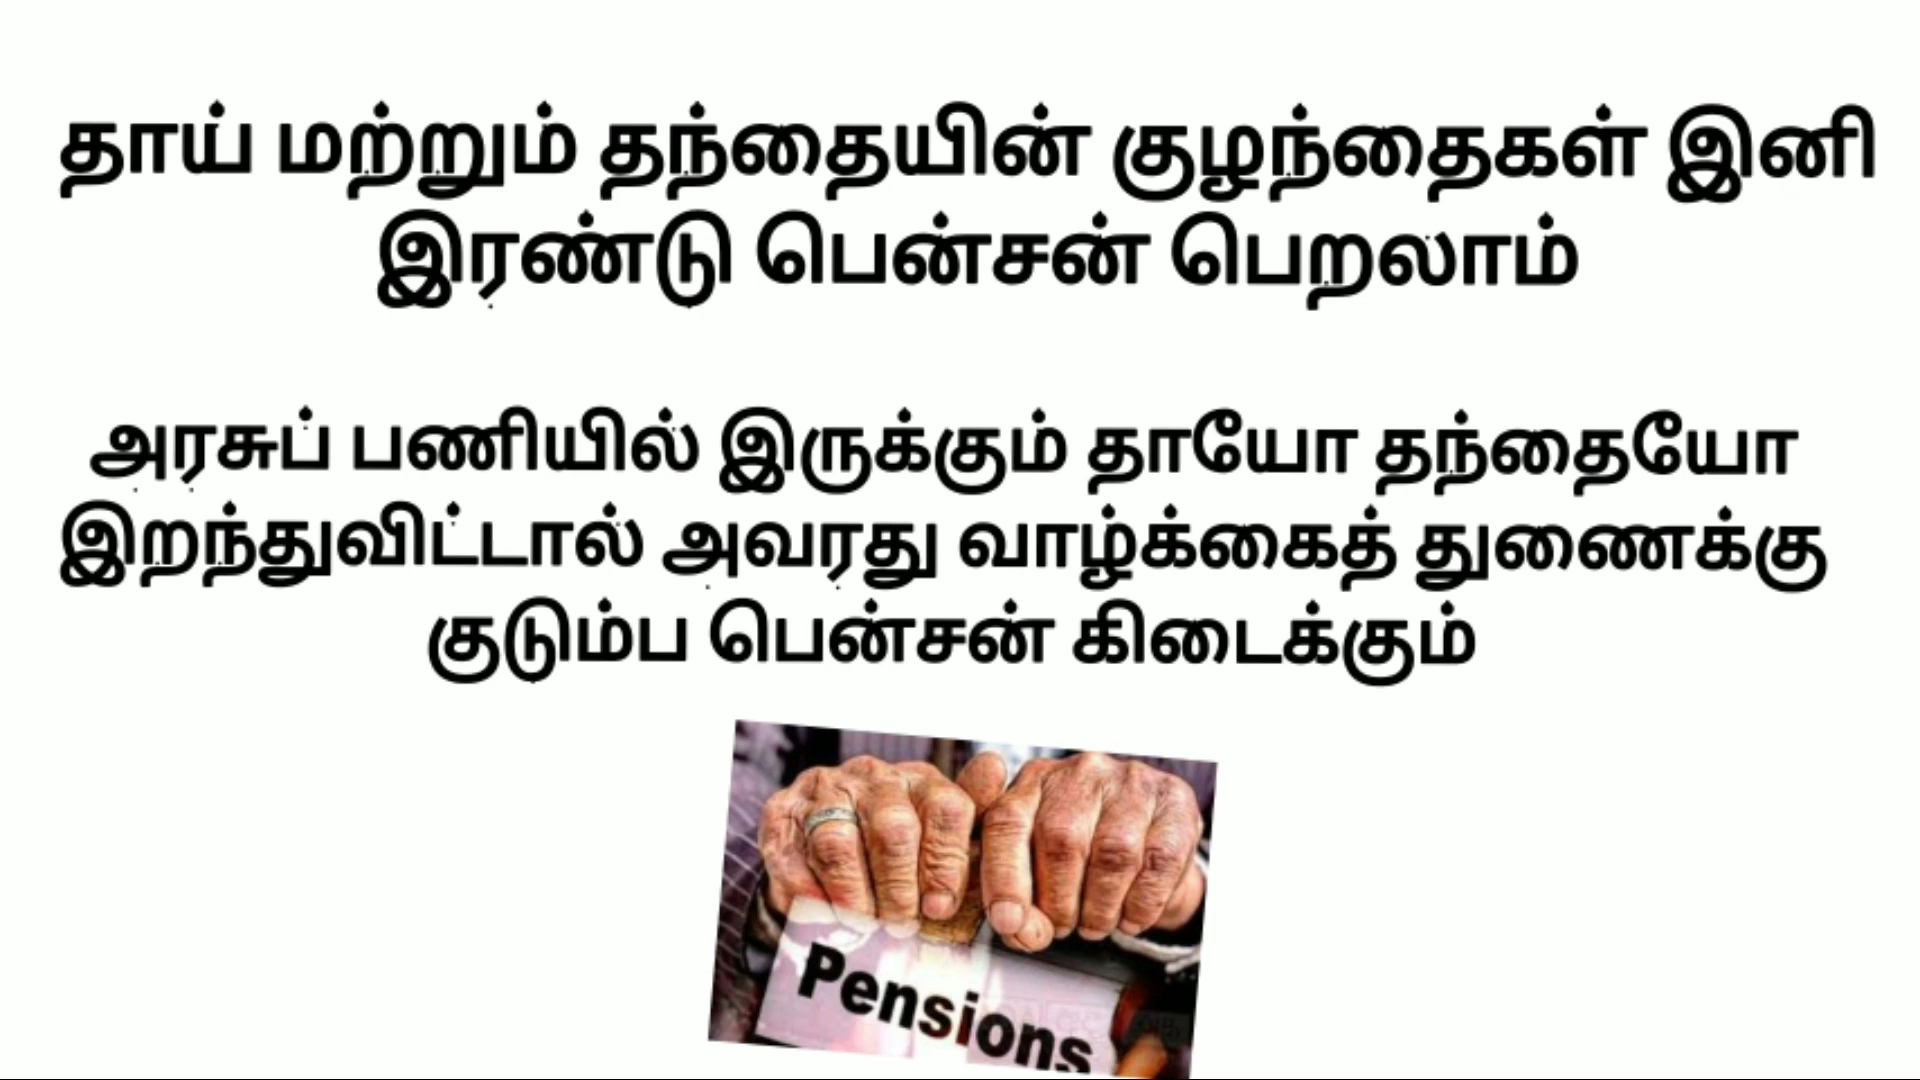 தாய் மற்றும் தந்தையின் குழந்தைகள் இனி
இரண்டு பென்சன் பெறலாம்
அரசுப் பணியில் இருக்கும் தாயோ தந்தையோ
இறந்துவிட்டால் அவரது வாழ்க்கைத் துணைக்கு
குடும்ப பென்சன் கிடைக்கும்
Pensions